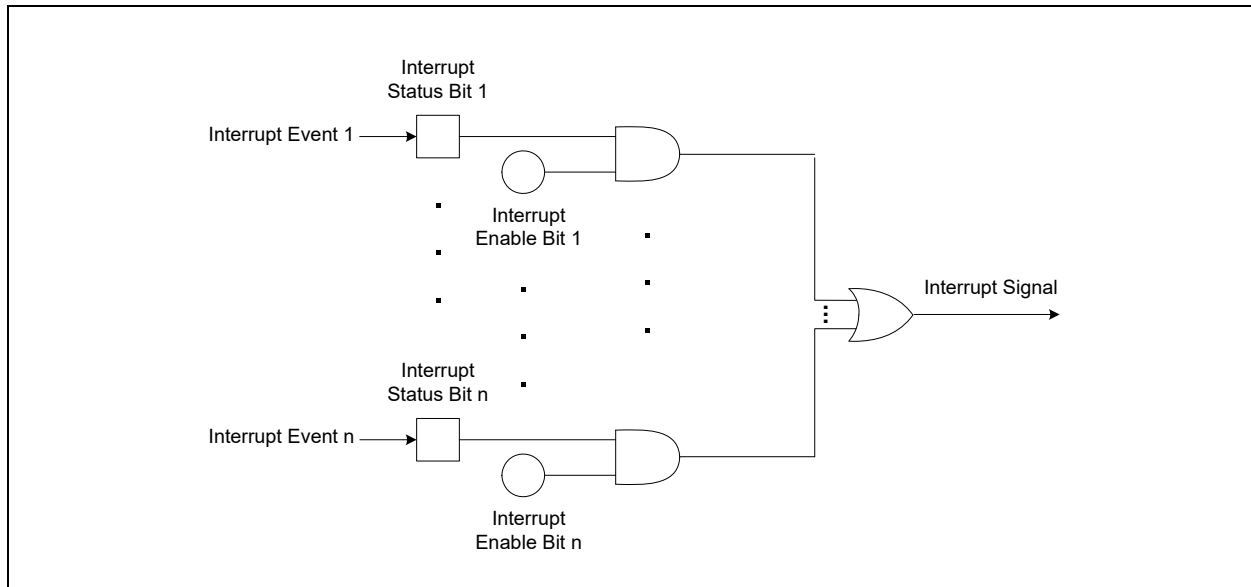 Interrupt
Status Bit 1
Interrupt Event 1
Interrupt
Enable Bit 1
Interrupt Signal
Interrupt
Status Bit n
Interrupt Event n
Interrupt
Enable Bit n